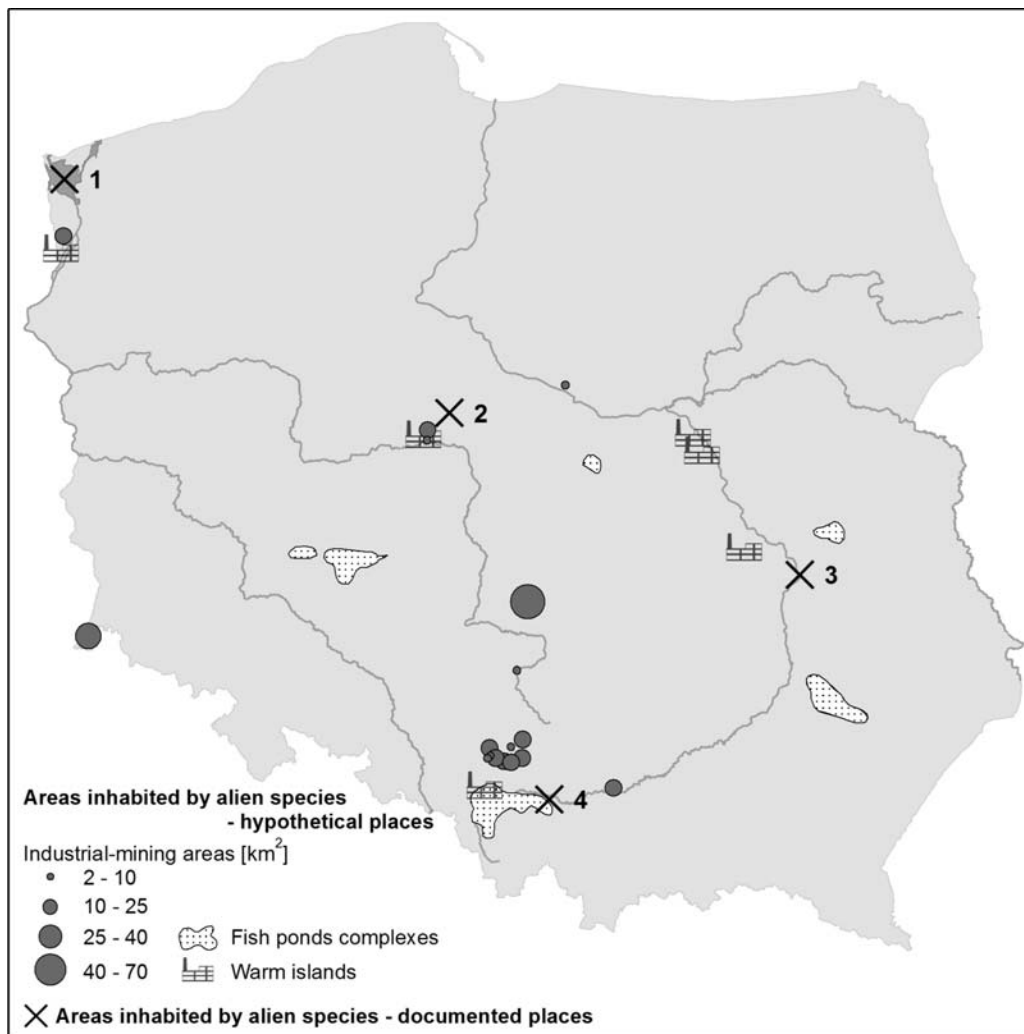 1
2
3
4
Areas inhabited by alien species
- hypothetical places
Industrial-mining areas [km²]
2 - 10
10 - 25
25 - 40
Fish ponds complexes
40 - 70
Warm islands
Areas inhabited by alien species - documented places